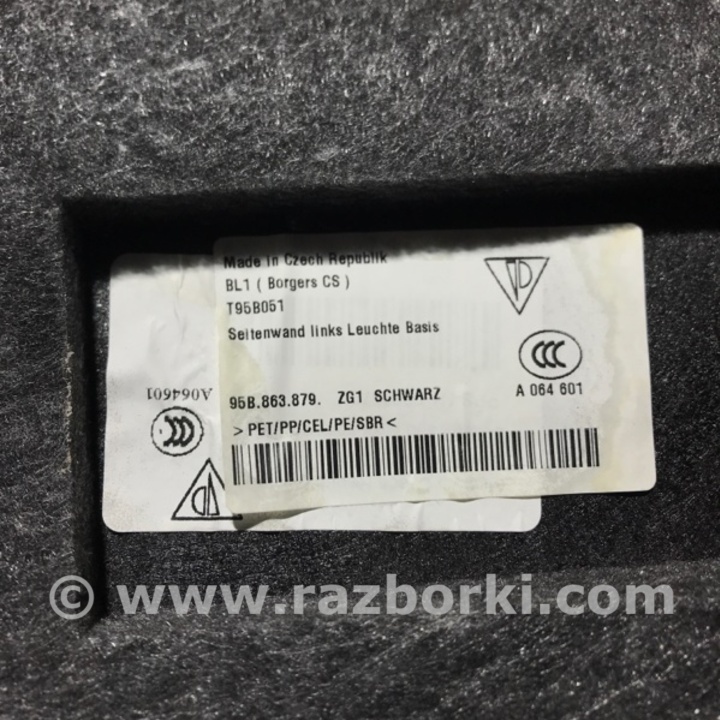 Made in Czech Republik
BL1 ( Borgers CS )
T95B051
Seitenwand links Leuchte Basis
95B.863.879. ZG1 SCHWARZ
A 064 601
> PET/PP/CEL/PE/SBR <
A064601
© www.razborki.com